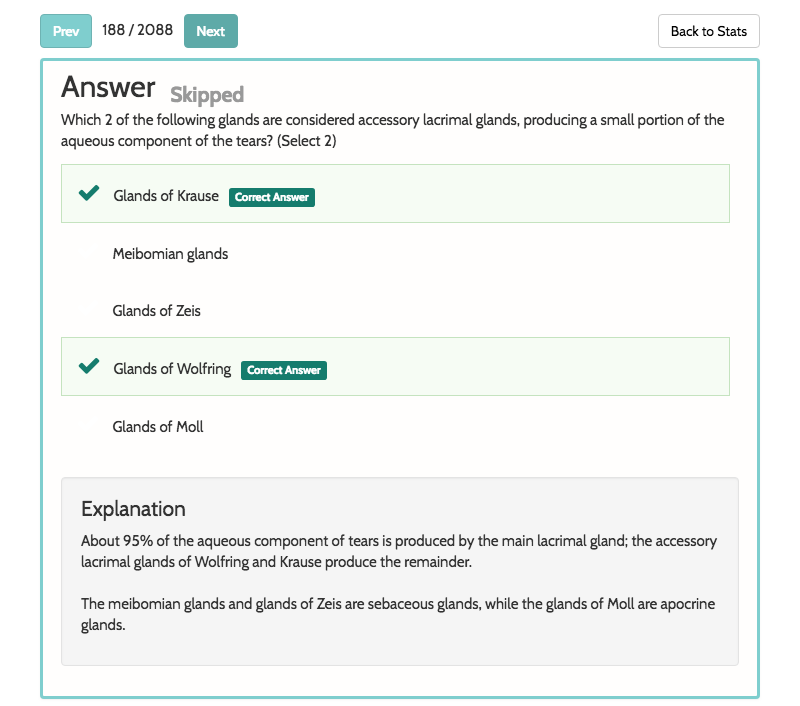 Prev 188 / 2088 Next Back to Stats
Answer Skipped
Which 2 of the following glands are considered accessory lacrimal glands, producing a small portion of the
aqueous component of the tears? (Select 2)
Glands of Krause Correct Answer
Meibomian glands
Glands of Zeis
Glands of Wolfring Correct Answer
Glands of Moll
Explanation
About 95% of the aqueous component of tears is produced by the main lacrimal gland; the accessory
lacrimal glands of Wolfring and Krause produce the remainder.
The meibomian glands and glands of Zeis are sebaceous glands, while the glands of Moll are apocrine
glands.